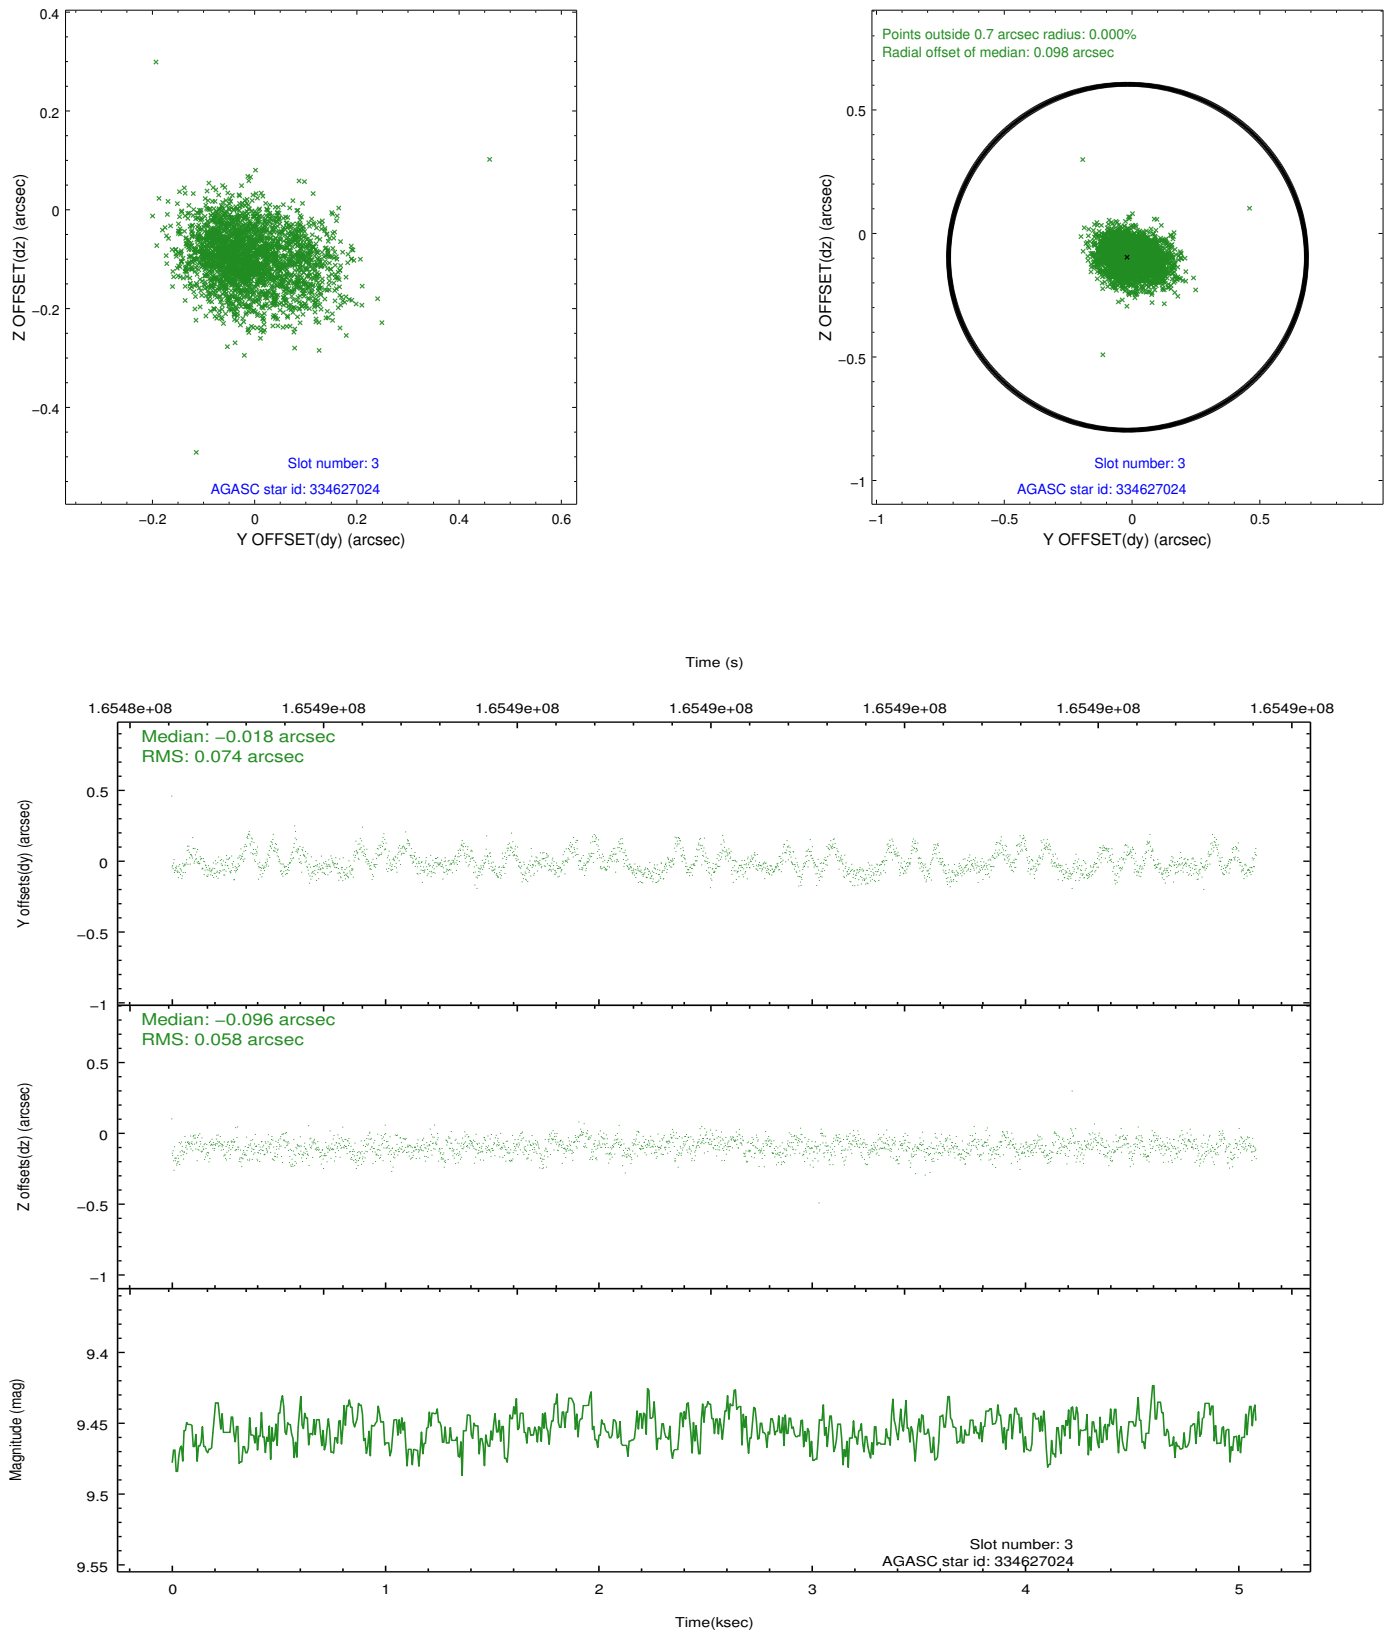 0.4
0.2
0
−0.2
−0.4
Z OFFSET(dz) (arcsec)
Slot number: 3
AGASC star id: 334627024
−0.2 0 0.2 0.4 0.6
Y OFFSET(dy) (arcsec)
Points outside 0.7 arcsec radius: 0.000%
Radial offset of median: 0.098 arcsec
0.5
0
−0.5
−1
Z OFFSET(dz) (arcsec)
Slot number: 3
AGASC star id: 334627024
−1 −0.5 0 0.5
Y OFFSET(dy) (arcsec)
Time (s)
1.6548e+08 1.6549e+08 1.6549e+08 1.6549e+08 1.6549e+08 1.6549e+08 1.6549e+08
Median: −0.018 arcsec
RMS: 0.074 arcsec
0.5
0
−0.5
−1
Y offsets(dy) (arcsec)
Median: −0.096 arcsec
RMS: 0.058 arcsec
0.5
0
−0.5
−1
Z offsets(dz) (arcsec)
9.4
9.45
9.5
9.55
Magnitude (mag)
Slot number: 3
AGASC star id: 334627024
0 1 2 3 4 5
Time(ksec)